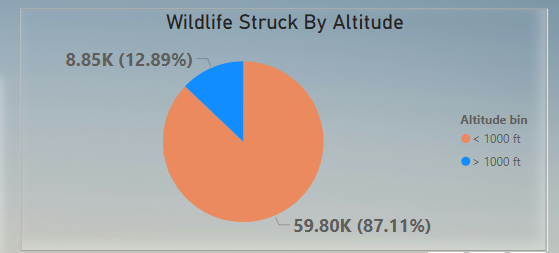 Wildlife Struck By Altitude
8.85K (12.89%)
Altitude bin
< 1000 ft
> 1000 ft
59.80K (87.11%)